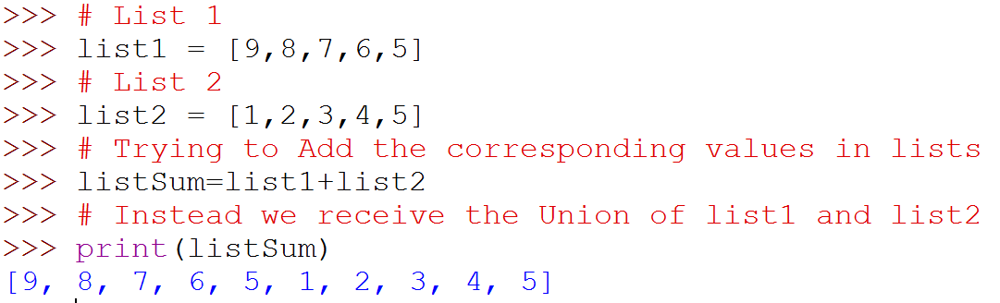 >>> # List 1
>>> list1 = [9,8,7,6,5]
>>> # List 2
>>> list2 = [1,2,3,4,5]
>>> # Trying to Add the corresponding values in lists
>>> listSum=list1+list2
>>> # Instead we receive the Union of list1 and list2
>>> print(listSum)
[9, 8, 7, 6, 5, 1, 2, 3, 4, 5]